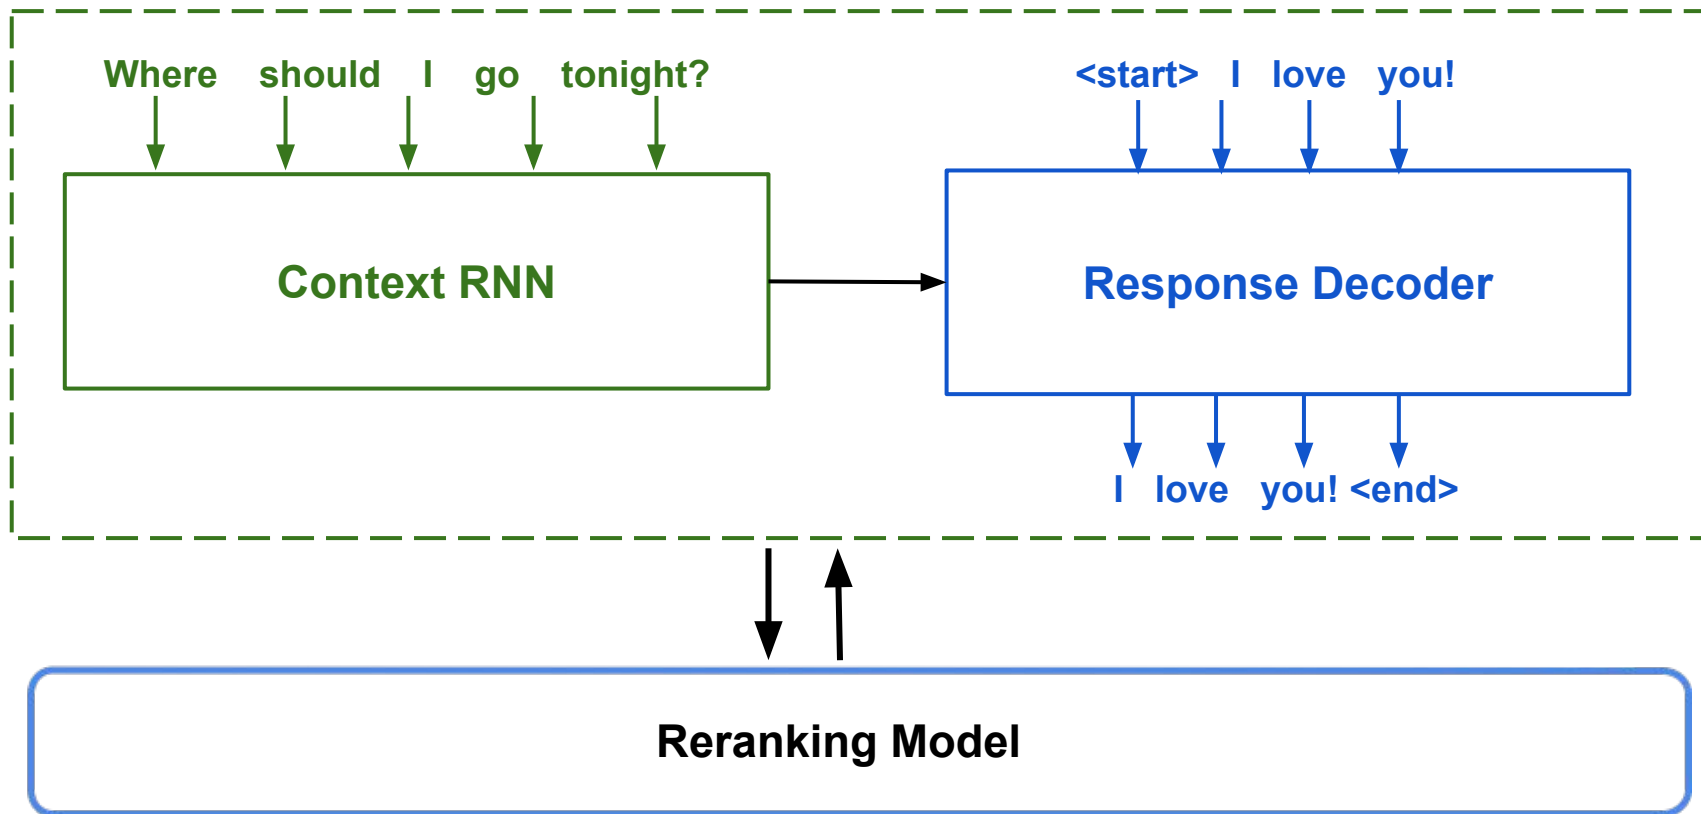 Where should I go tonight?
<start> I love you!
Context RNN
Response Decoder
I love you! <end>
Reranking Model